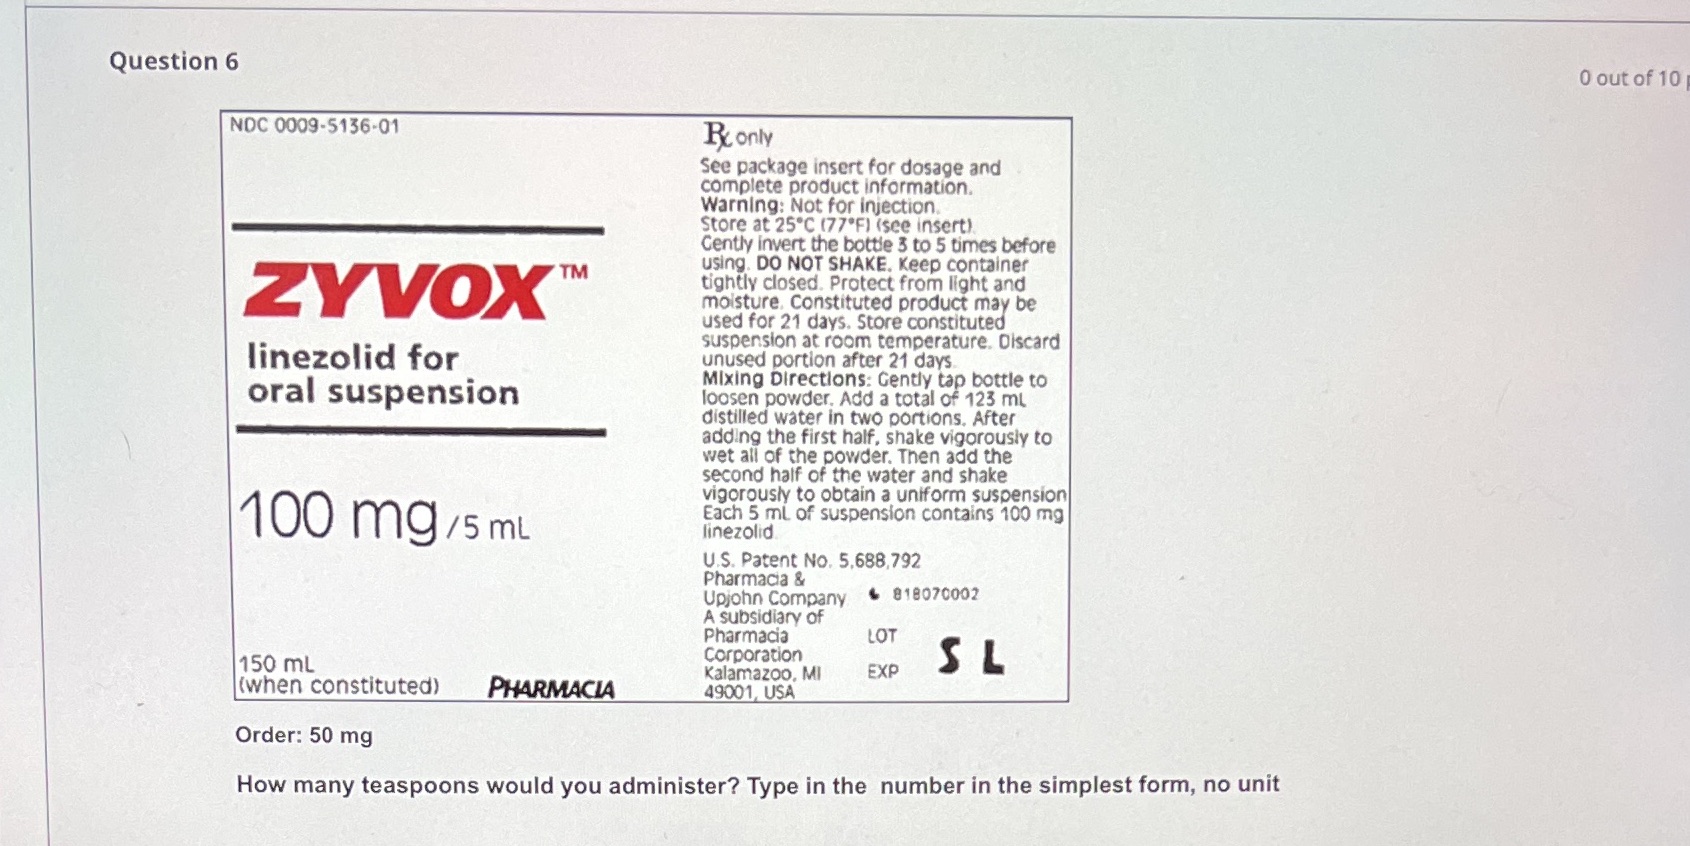 Question 6
0 out of 10
NDC 0009-5136-01
ZYVOX™
linezolid for
oral suspension
100 mg/5 mL
150 mL
(when constituted)
PHARMACIA
Rx only
See package insert for dosage and
complete product information.
Warning: Not for injection.
Store at 25°C (77°F) (see insert).
Gently invert the bottle 3 to 5 times before
using. DO NOT SHAKE. Keep container
tightly closed. Protect from light and
moisture. Constituted product may be
used for 21 days. Store constituted
suspension at room temperature. Discard
unused portion after 21 days.
Mixing Directions: Gently tap bottle to
loosen powder. Add a total of 123 mL
distilled water in two portions. After
adding the first half, shake vigorously to
wet all of the powder. Then add the
second half of the water and shake
vigorously to obtain a uniform suspension
Each 5 mL of suspension contains 100 mg
linezolid.
U.S. Patent No. 5,688,792
Pharmacia &
Upjohn Company
A subsidiary of
Pharmacia
Corporation
Kalamazoo, MI
49001, USA
818070002
LOT
EXP
S L
Order: 50 mg
How many teaspoons would you administer? Type in the number in the simplest form, no unit